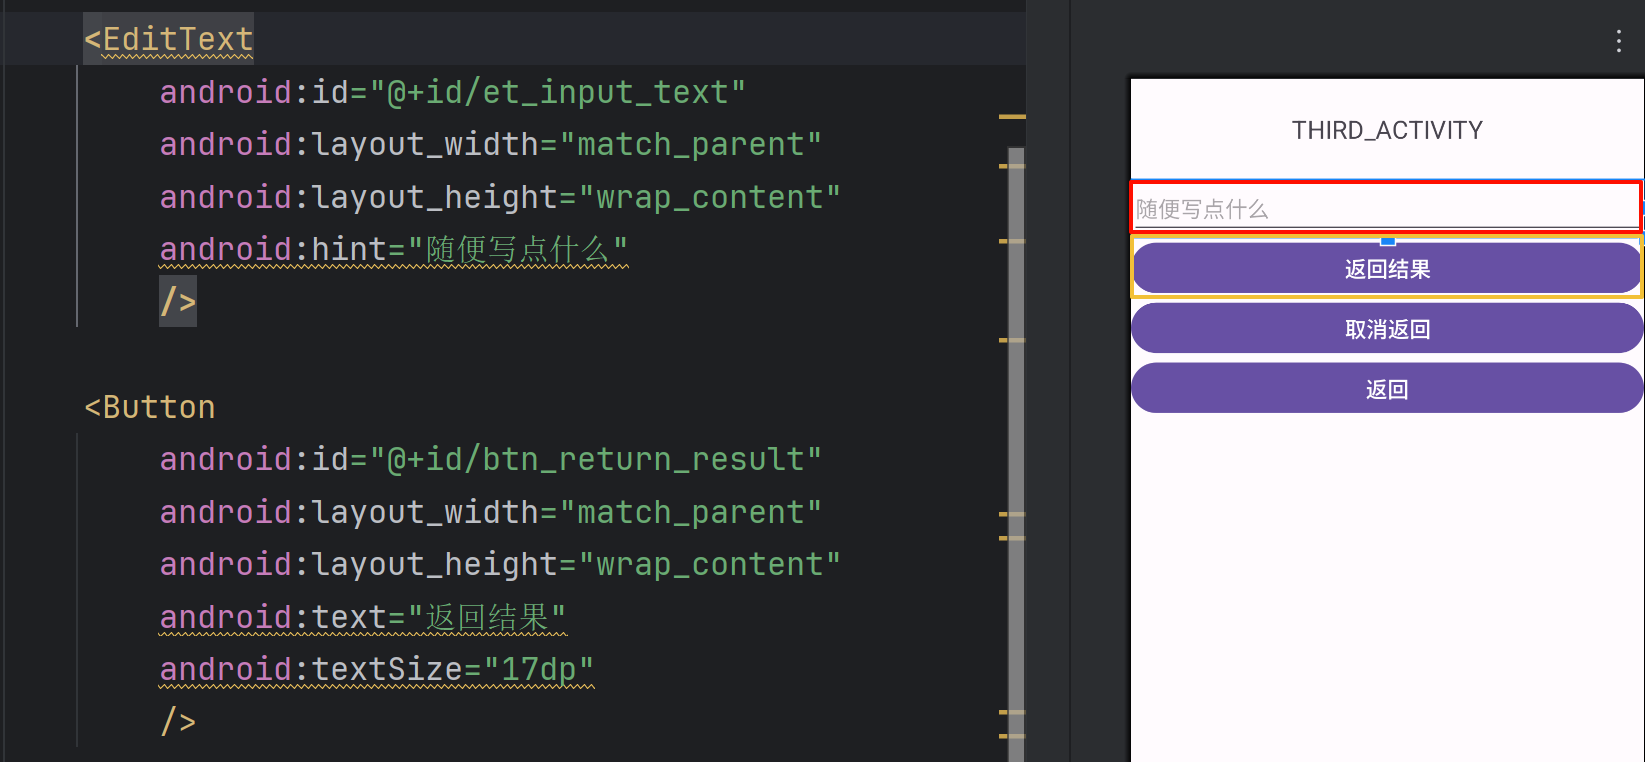 <EditText
android:id="@+id/et_input_text"
android:layout_width="match_parent"
android:layout_height="wrap_content"
android:hint="随便写点什么"
/>
<Button
android:id="@+id/btn_return_result"
android:layout_width="match_parent"
android:layout_height="wrap_content"
android:text="返回结果"
android:textSize="17dp"
/>
THIRD_ACTIVITY
随便写点什么
返回结果
取消返回
返回